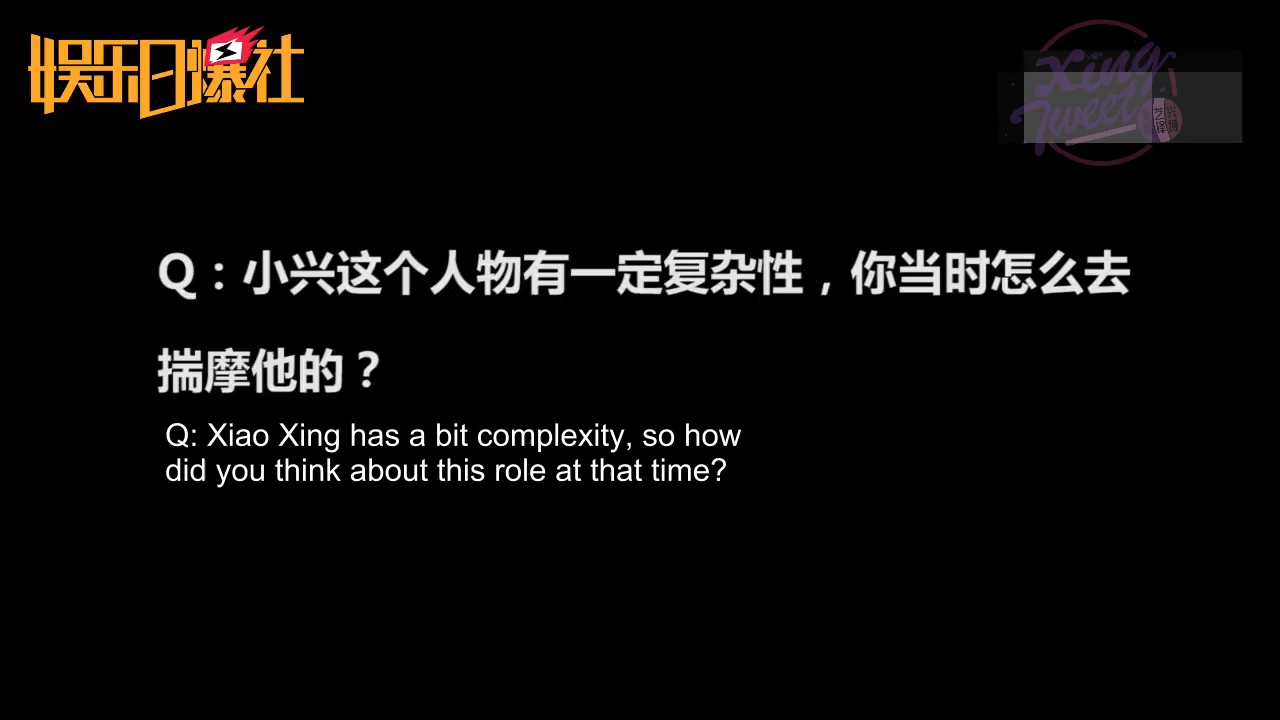 娱乐日爆社
Xing
Tweet
Q：小兴这个人物有一定复杂性，你当时怎么去
揣摩他的？
Q: Xiao Xing has a bit complexity, so how
did you think about this role at that time?